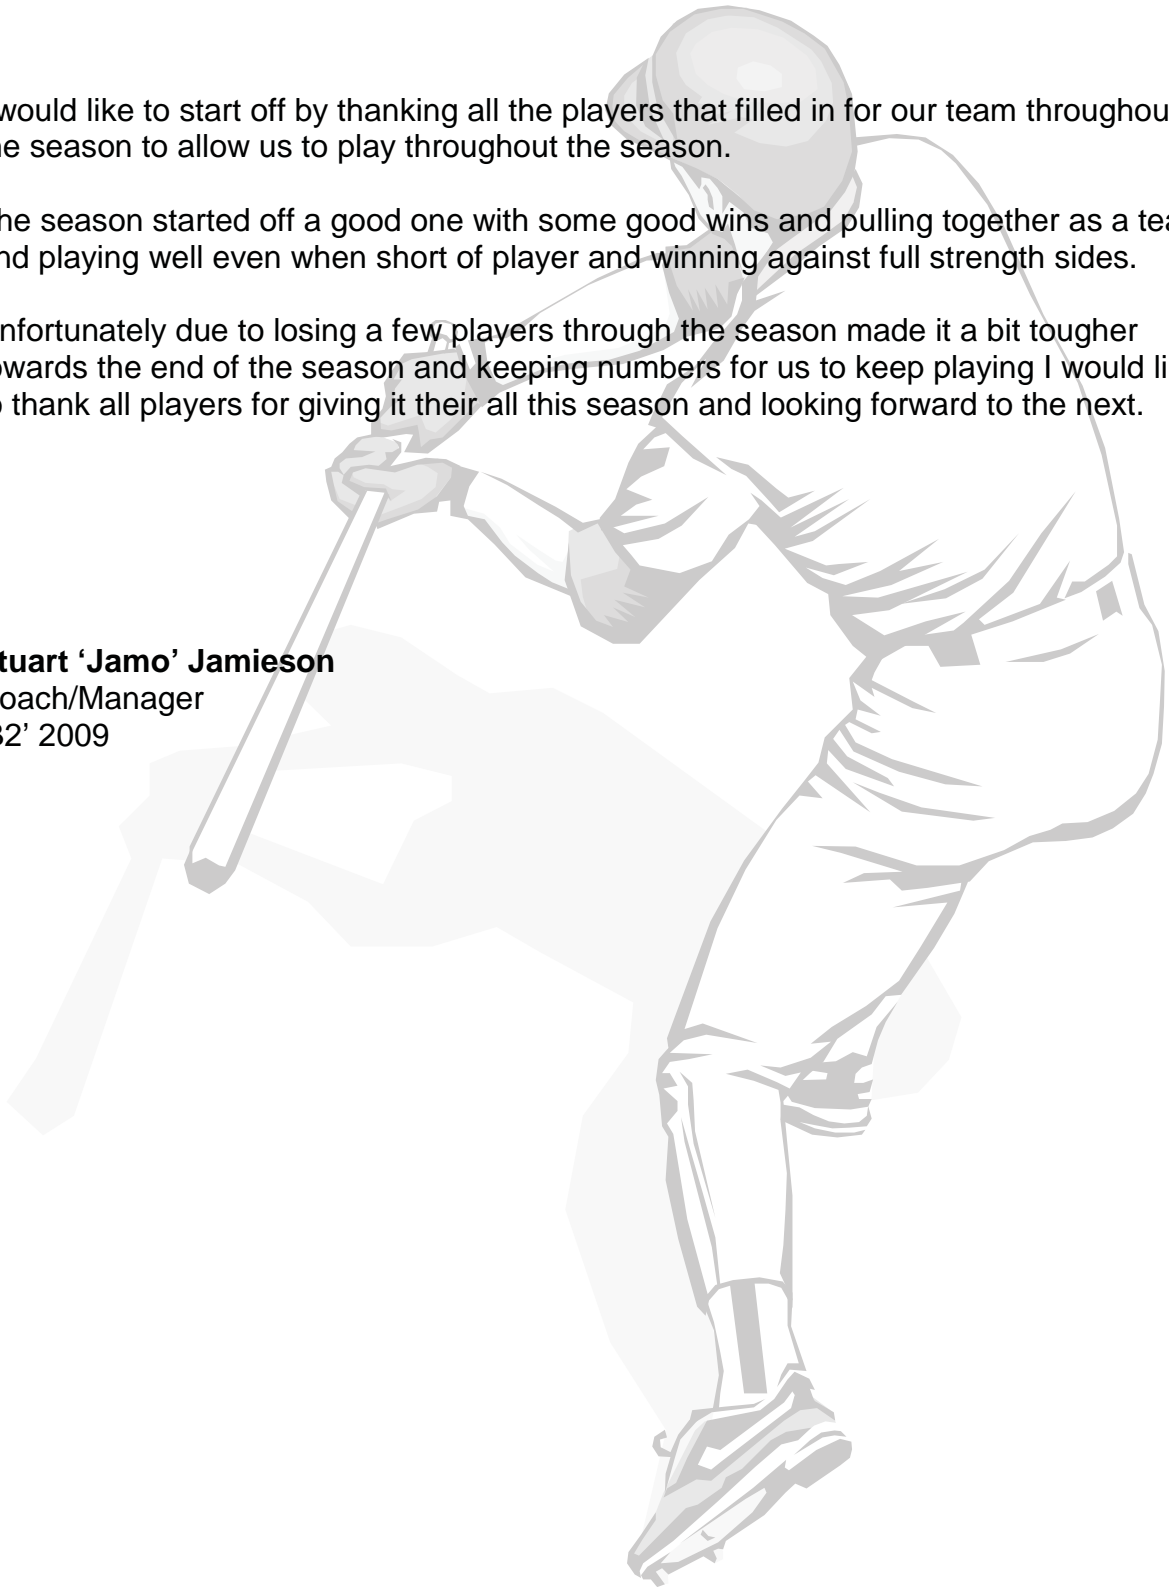 would like to start off by thanking all the players that filled in for our team throughou
he season to allow us to play throughout the season.
he season started off a good one with some good wins and pulling together as a tea
nd playing well even when short of player and winning against full strength sides.
nfortunately due to losing a few players through the season made it a bit tougher
owards the end of the season and keeping numbers for us to keep playing I would li
o thank all players for giving it their all this season and looking forward to the next.
tuart ‘Jamo’ Jamieson
oach/Manager
32’ 2009